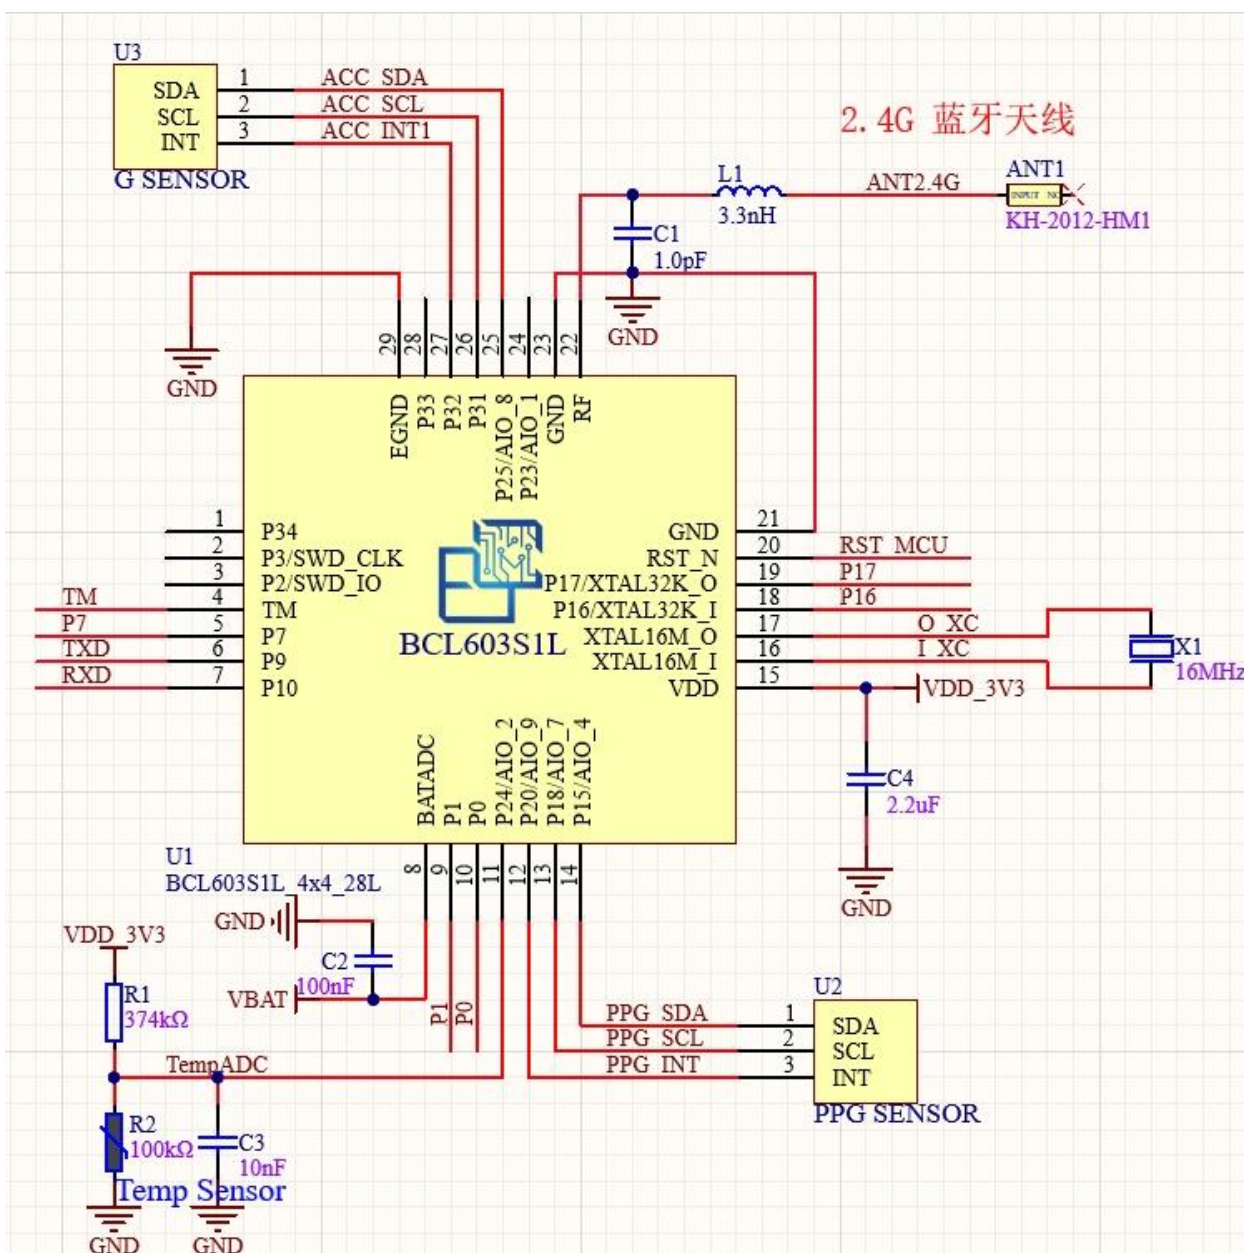 U3
SDA 1 ACC_SDA
SCL 2 ACC_SCL
INT 3 ACC_INT1
G SENSOR
2.4G 蓝牙天线
L1
3.3nH
ANT2.4G
ANT1
INPUT NC
KH-2012-HM1
C1
1.0pF
GND
GND
29 28 27 26 25 24 23 22
EGND P33 P32 P31 P25/AIO_8 P23/AIO_1 GND RF
1 P34
2 P3/SWD_CLK
3 P2/SWD_IO
TM 4 TM
P7 5 P7
TXD 6 P9
RXD 7 P10
BCL603S1L
GND 21
RST_N 20 RST_MCU
P17/XTAL32K_O 19 P17
P16/XTAL32K_I 18 P16
XTAL16M_O 17 O_XC
XTAL16M_I 16 I_XC
VDD 15 VDD_3V3
X1
16MHz
C4
2.2uF
GND
BATADC P1 P0 P24/AIO_2 P20/AIO_9 P18/AIO_7 P15/AIO_4
8 9 10 11 12 13 14
U1
BCL603S1L_4x4_28L
GND
C2
100nF
VBAT
P1 P0
VDD_3V3
R1
374kΩ
TempADC
R2
100kΩ
C3
10nF
Temp Sensor
GND GND
U2
PPG_SDA 1 SDA
PPG_SCL 2 SCL
PPG_INT 3 INT
PPG SENSOR